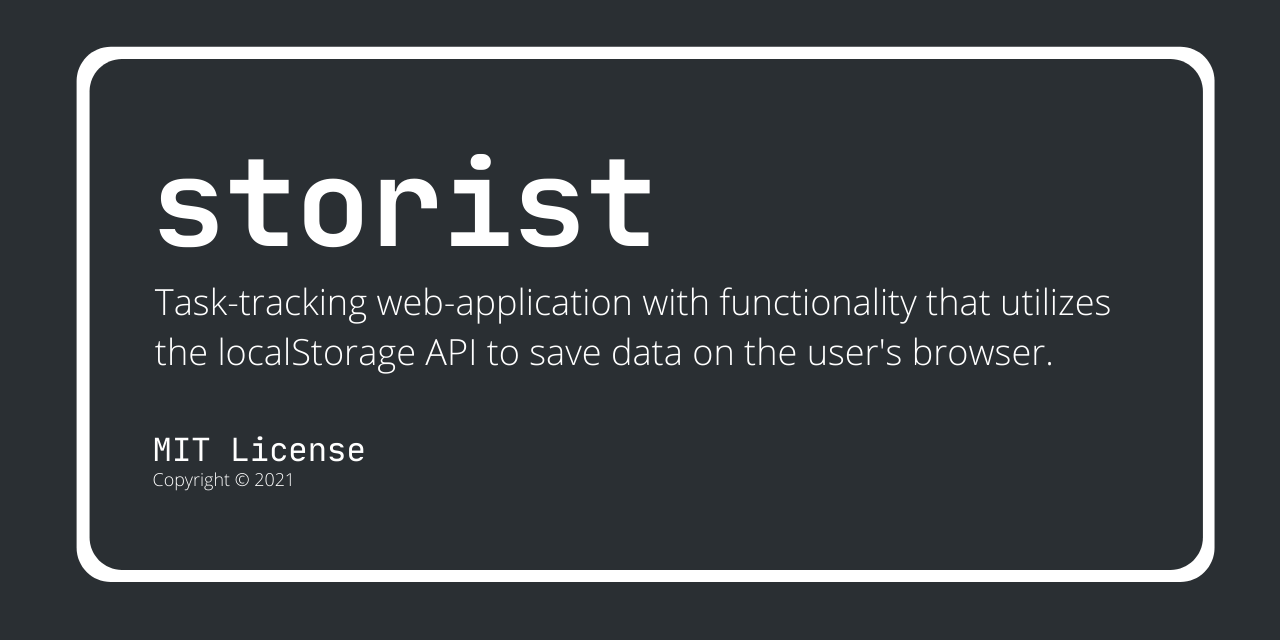 storist
Task-tracking web-application with functionality that utilizes
the localStorage API to save data on the user's browser.
MIT License
Copyright © 2021